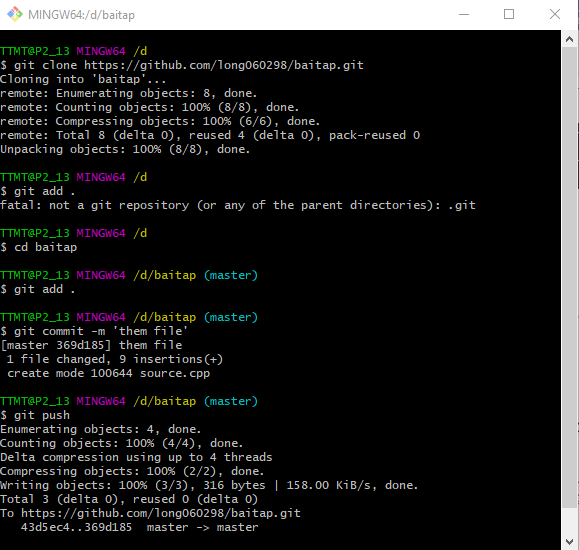 MINGW64:/d/baitap
TTMT@P2_13 MINGW64 /d
$ git clone https://github.com/long060298/baitap.git
Cloning into 'baitap'...
remote: Enumerating objects: 8, done.
remote: Counting objects: 100% (8/8), done.
remote: Compressing objects: 100% (6/6), done.
remote: Total 8 (delta 0), reused 4 (delta 0), pack-reused 0
Unpacking objects: 100% (8/8), done.
TTMT@P2_13 MINGW64 /d
$ git add .
fatal: not a git repository (or any of the parent directories): .git
TTMT@P2_13 MINGW64 /d
$ cd baitap
TTMT@P2_13 MINGW64 /d/baitap (master)
$ git add .
TTMT@P2_13 MINGW64 /d/baitap (master)
$ git commit -m 'them file'
[master 369d185] them file
 1 file changed, 9 insertions(+)
 create mode 100644 source.cpp
TTMT@P2_13 MINGW64 /d/baitap (master)
$ git push
Enumerating objects: 4, done.
Counting objects: 100% (4/4), done.
Delta compression using up to 4 threads
Compressing objects: 100% (2/2), done.
Writing objects: 100% (3/3), 316 bytes | 158.00 KiB/s, done.
Total 3 (delta 0), reused 0 (delta 0)
To https://github.com/long060298/baitap.git
   43d5ec4..369d185  master -> master